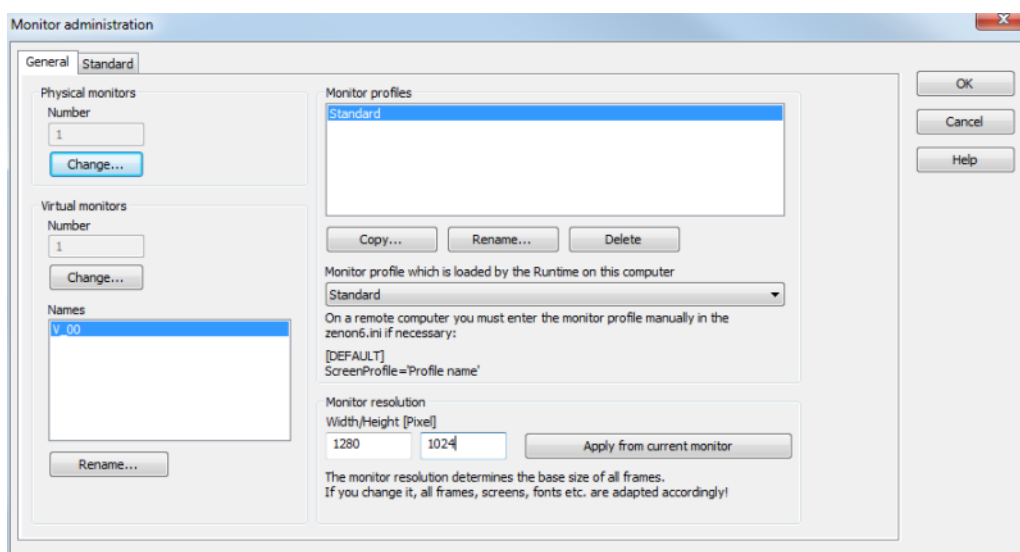 Monitor administration
General
Standard
Physical monitors
Number
1
Change...
Virtual monitors
Number
1
Change...
Names
V_00
Rename...
Monitor profiles
Standard
Copy...
Rename...
Delete
Monitor profile which is loaded by the Runtime on this computer
Standard
On a remote computer you must enter the monitor profile manually in the
zenon6.ini if necessary:
[DEFAULT]
ScreenProfile='Profile name'
Monitor resolution
Width/Height [Pixel]
1280
1024
Apply from current monitor
The monitor resolution determines the base size of all frames.
If you change it, all frames, screens, fonts etc. are adapted accordingly!
OK
Cancel
Help